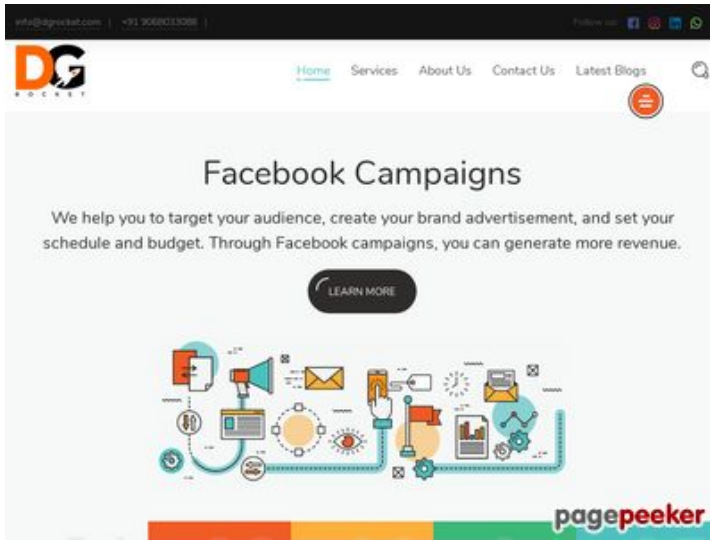 info@dgrocket.com | +91 9068033088 |
Follow us:
DG
ROCKET
Home Services About Us Contact Us Latest Blogs
Facebook Campaigns
We help you to target your audience, create your brand advertisement, and set your
schedule and budget. Through Facebook campaigns, you can generate more revenue.
LEARN MORE
pagepeeker